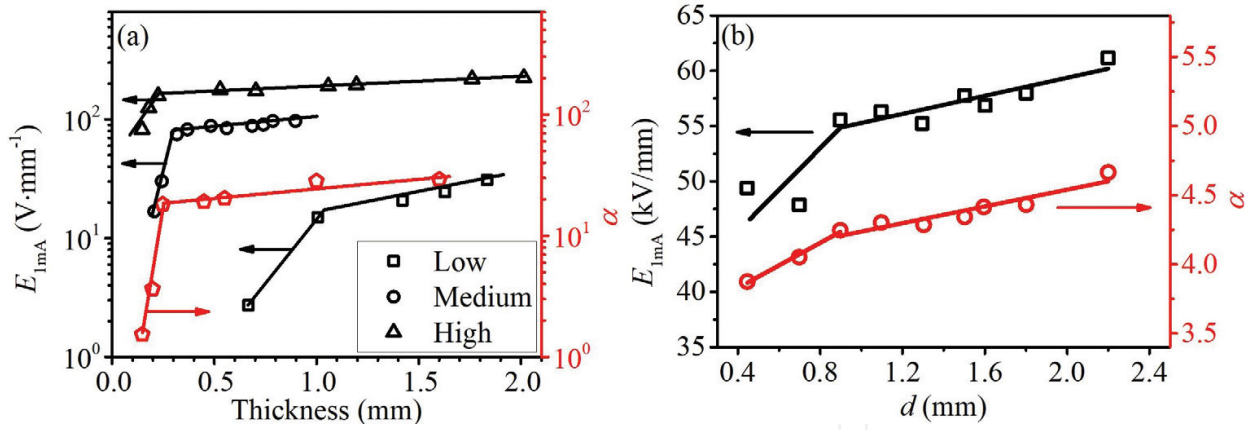 (a)
10²
10¹
10⁰
E₁ₘA (V·mm⁻¹)
0.0 0.5 1.0 1.5 2.0
Thickness (mm)
10²
10¹
10⁰
α
Low
Medium
High
(b)
65
60
55
50
45
40
35
E₁ₘA (kV/mm)
0.4 0.8 1.2 1.6 2.0 2.4
d (mm)
5.5
5.0
4.5
4.0
3.5
α